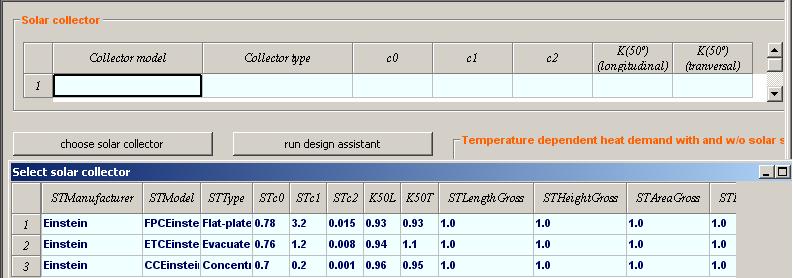 Solar collector
Collector model Collector type c0 c1 c2 K(50°) (longitudinal) K(50°) (tranversal)
1
choose solar collector run design assistant Temperature dependent heat demand with and w/o solar s
Select solar collector
STManufacturer STModel STType STc0 STc1 STc2 K50L K50T STLengthGross STHeightGross STAreaGross
1 Einstein FPCEinste Flat-plate 0.78 3.2 0.015 0.93 0.93 1.0 1.0 1.0 1.0
2 Einstein ETCEinste Evacuate 0.76 1.2 0.008 0.94 1.1 1.0 1.0 1.0 1.0
3 Einstein CCEinstei Concentr 0.7 0.2 0.001 0.96 0.95 1.0 1.0 1.0 1.0